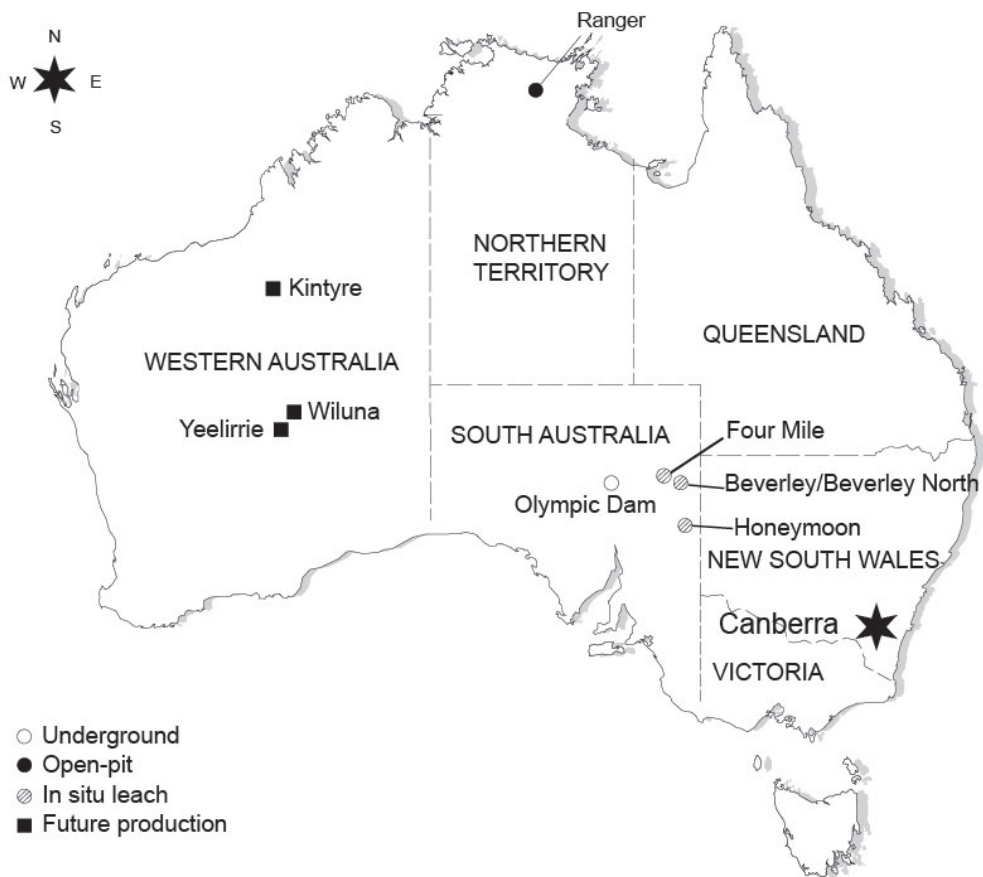 Ranger
N
W E
S
NORTHERN
TERRITORY
Kintyre
QUEENSLAND
WESTERN AUSTRALIA
Wiluna
Yeelirrie
SOUTH AUSTRALIA
Four Mile
Beverley/Beverley North
Olympic Dam
Honeymoon
NEW SOUTH WALES
Canberra
VICTORIA
Underground
Open-pit
In situ leach
Future production